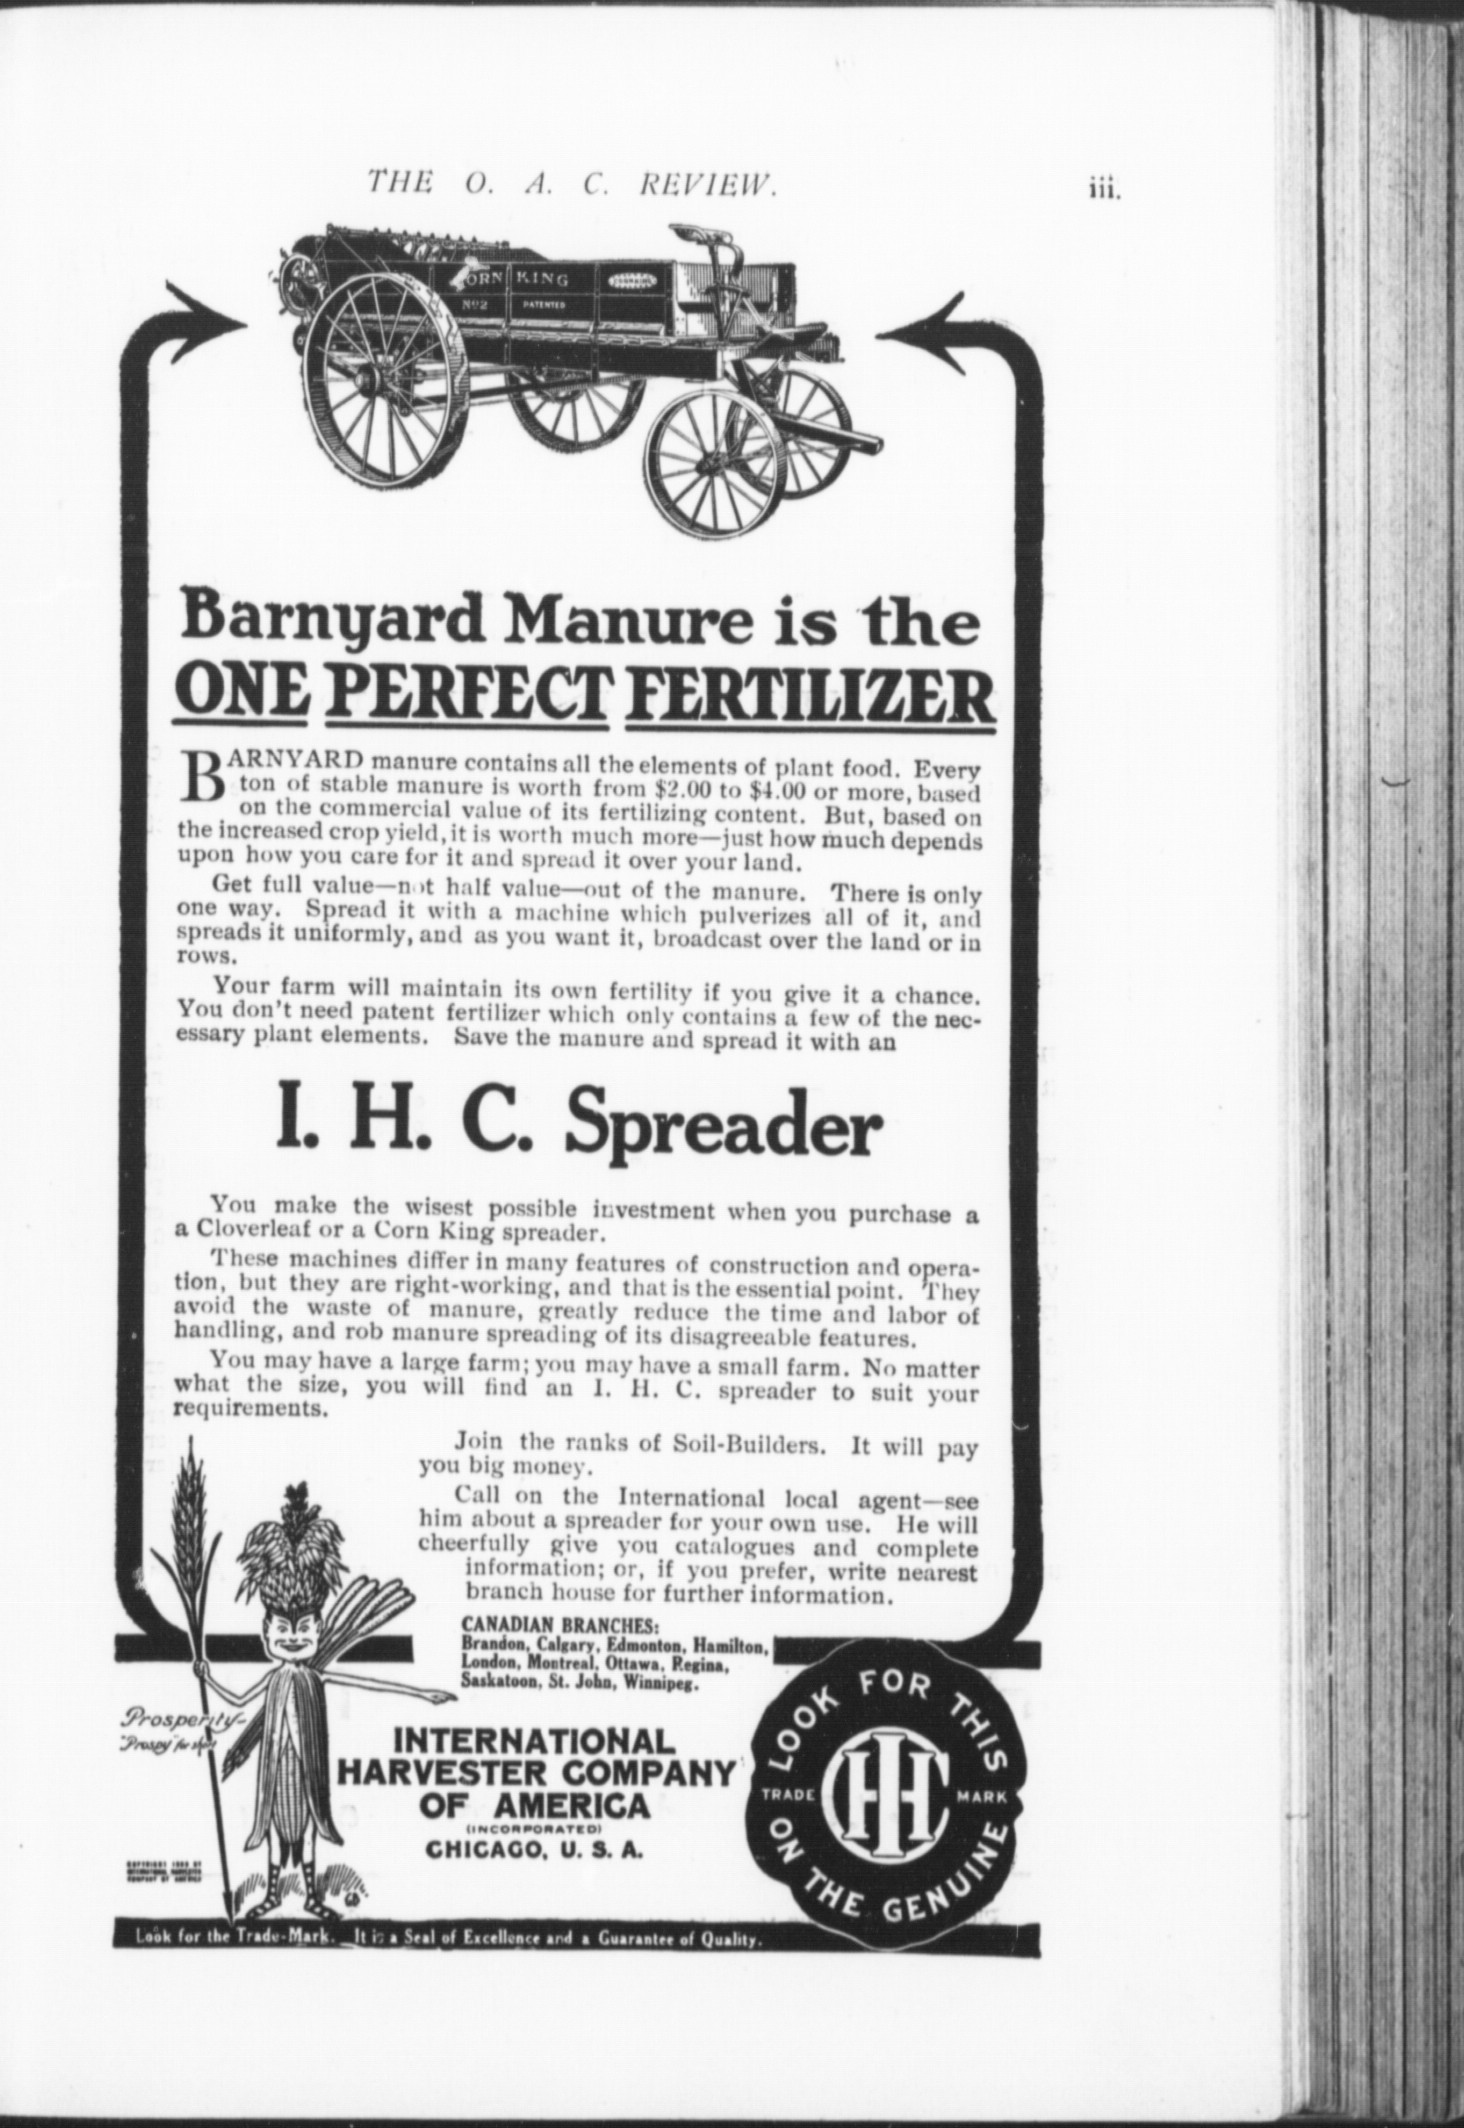 THE O. A. C. REVIEW. iii.
CORN KING
No2 PATENTED
Barnyard Manure is the
ONE PERFECT FERTILIZER
BARNYARD manure contains all the elements of plant food. Every
ton of stable manure is worth from $2.00 to $4.00 or more, based
on the commercial value of its fertilizing content. But, based on
the increased crop yield, it is worth much more—just how much depends
upon how you care for it and spread it over your land.
Get full value—not half value—out of the manure. There is only
one way. Spread it with a machine which pulverizes all of it, and
spreads it uniformly, and as you want it, broadcast over the land or in
rows.
Your farm will maintain its own fertility if you give it a chance.
You don't need patent fertilizer which only contains a few of the nec-
essary plant elements. Save the manure and spread it with an
I. H. C. Spreader
You make the wisest possible investment when you purchase a
a Cloverleaf or a Corn King spreader.
These machines differ in many features of construction and opera-
tion, but they are right-working, and that is the essential point. They
avoid the waste of manure, greatly reduce the time and labor of
handling, and rob manure spreading of its disagreeable features.
You may have a large farm; you may have a small farm. No matter
what the size, you will find an I. H. C. spreader to suit your
requirements.
Join the ranks of Soil-Builders. It will pay
you big money.
Call on the International local agent—see
him about a spreader for your own use. He will
cheerfully give you catalogues and complete
information; or, if you prefer, write nearest
branch house for further information.
CANADIAN BRANCHES:
Brandon, Calgary, Edmonton, Hamilton,
London, Montreal, Ottawa, Regina,
Saskatoon, St. John, Winnipeg.
Prosperity-
"Prospy" for short
INTERNATIONAL
HARVESTER COMPANY
OF AMERICA
(INCORPORATED)
CHICAGO, U. S. A.
LOOK FOR THIS
TRADE IHC MARK
ON THE GENUINE
COPYRIGHT 1909 BY
INTERNATIONAL HARVESTER
COMPANY OF AMERICA
Look for the Trade-Mark. It is a Seal of Excellence and a Guarantee of Quality.